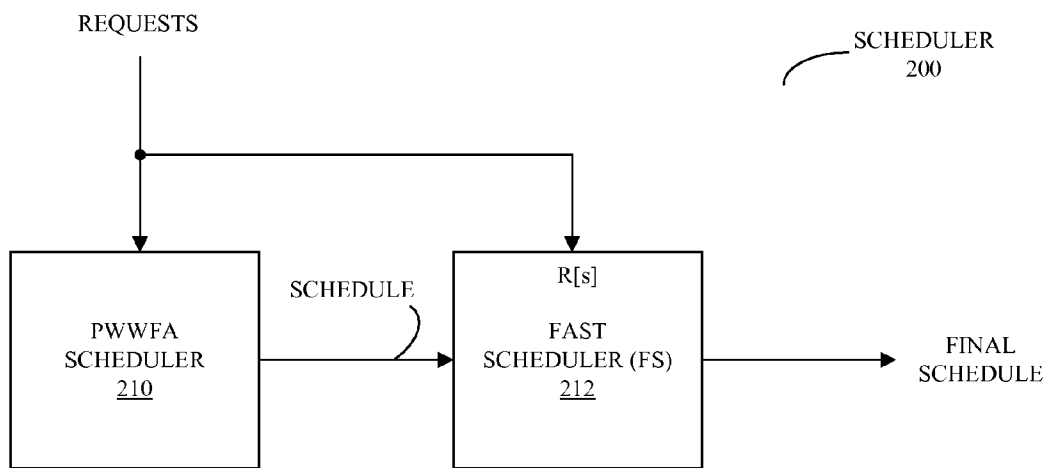 REQUESTS
SCHEDULER
200
R[s]
SCHEDULE
PWWFA
SCHEDULER
210
FAST
SCHEDULER (FS)
212
FINAL
SCHEDULE